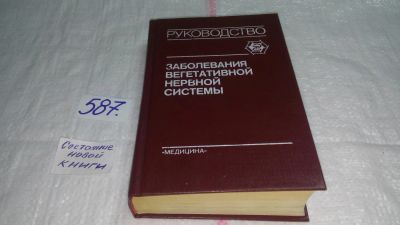 РУКОВОДСТВО
ЗАБОЛЕВАНИЯ
ВЕГЕТАТИВНОЙ
НЕРВНОЙ
СИСТЕМЫ
«МЕДИЦИНА»
587.
Состояние
новой
книги